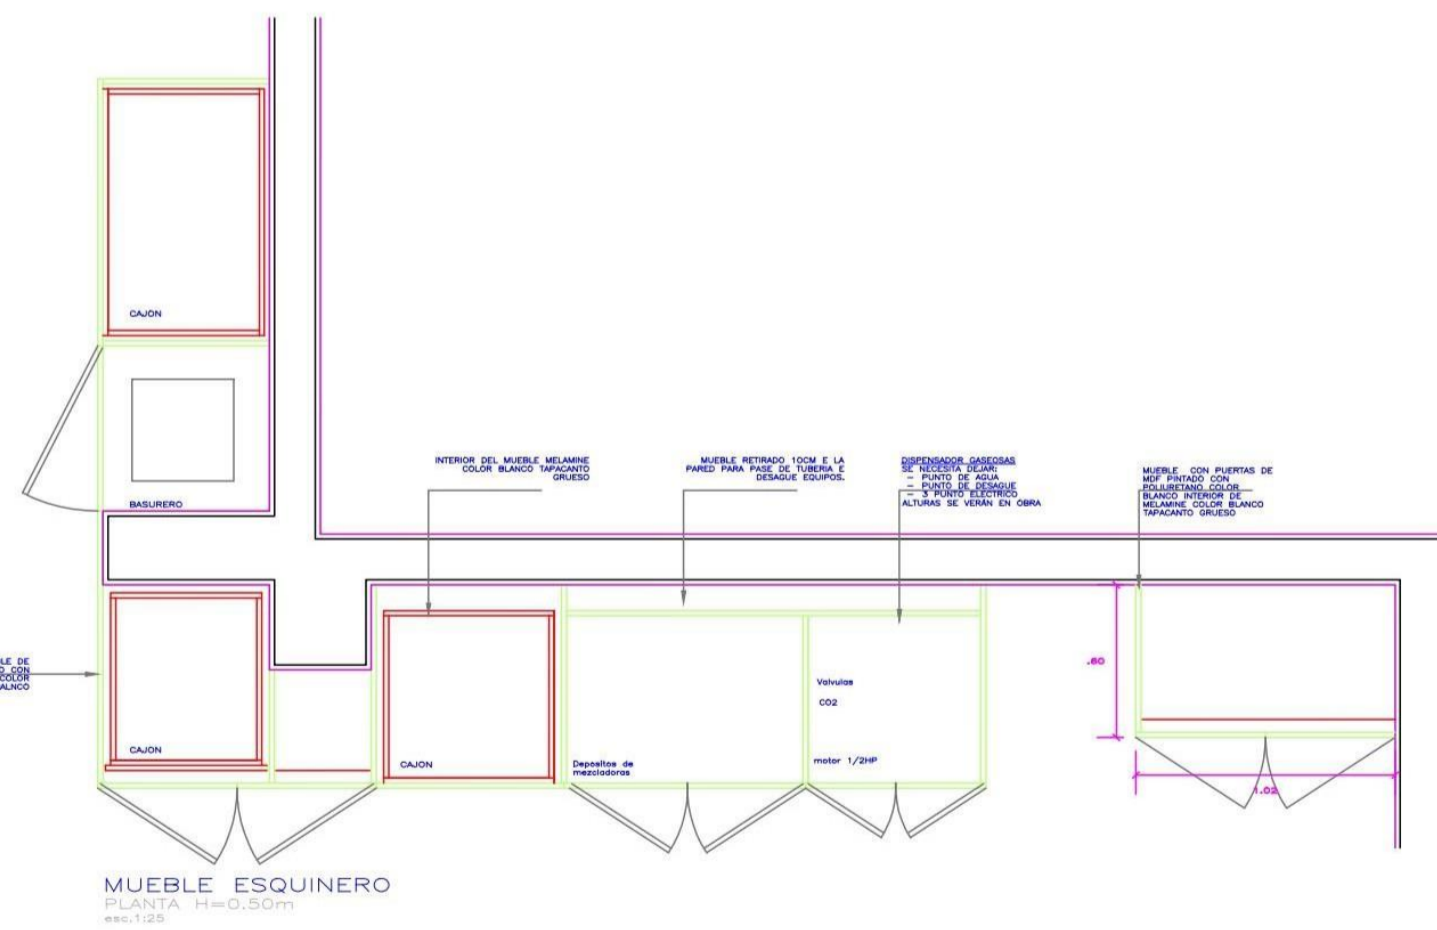 CAJON
BASURERO
INTERIOR DEL MUEBLE MELAMINE
COLOR BLANCO TAPACANTO
GRUESO
MUEBLE RETIRADO 10CM E LA
PARED PARA PASE DE TUBERIA E
DESAGUE EQUIPOS.
DISPENSADOR GASEOSAS
SE NECESITA DEJAR:
- PUNTO DE AGUA
- PUNTO DE DESAGUE
- 3 PUNTO ELECTRICO
ALTURAS SE VERÁN EN OBRA
MUEBLE CON PUERTAS DE
MDF PINTADO CON
POLIURETANO COLOR
BLANCO INTERIOR DE
MELAMINE COLOR BLANCO
TAPACANTO GRUESO
DE
CON
COLOR
CAJON
CAJON
Depositos de
mezcladoras
Valvulas
CO2
motor 1/2HP
.60
1.02
MUEBLE ESQUINERO
PLANTA H=0.50m
esc.1:25